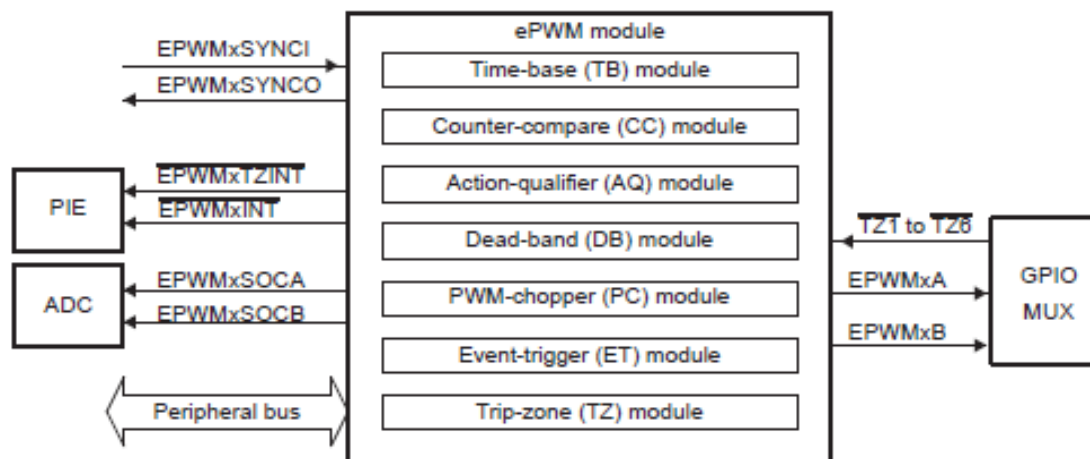 ePWM module
EPWMxSYNCI
Time-base (TB) module
EPWMxSYNCO
Counter-compare (CC) module
EPWMxTZINT
Action-qualifier (AQ) module
PIE
EPWMxINT
TZ1 to TZ6
Dead-band (DB) module
EPWMxSOCA
EPWMxA
GPIO
MUX
PWM-chopper (PC) module
ADC
EPWMxSOCB
EPWMxB
Event-trigger (ET) module
Peripheral bus
Trip-zone (TZ) module